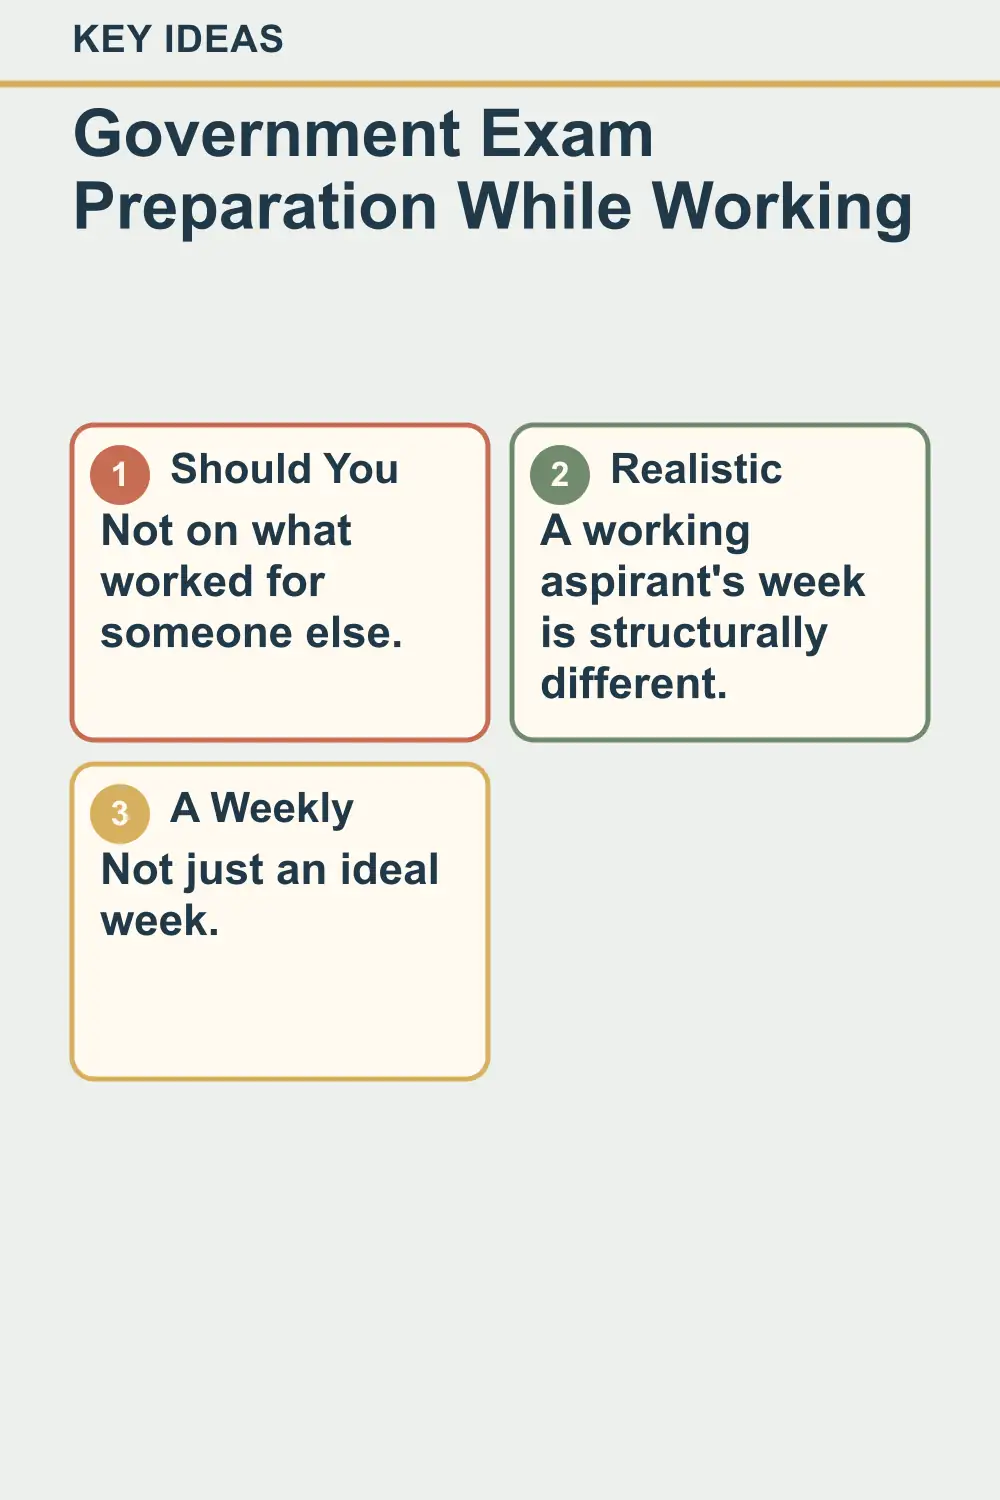 KEY IDEAS
Government Exam
Preparation While Working
1 Should You
Not on what
worked for
someone else.
2 Realistic
A working
aspirant's week
is structurally
different.
3 A Weekly
Not just an ideal
week.